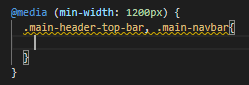 @media (min-width: 1200px) {
.main-header-top-bar, .main-navbar{
}
}